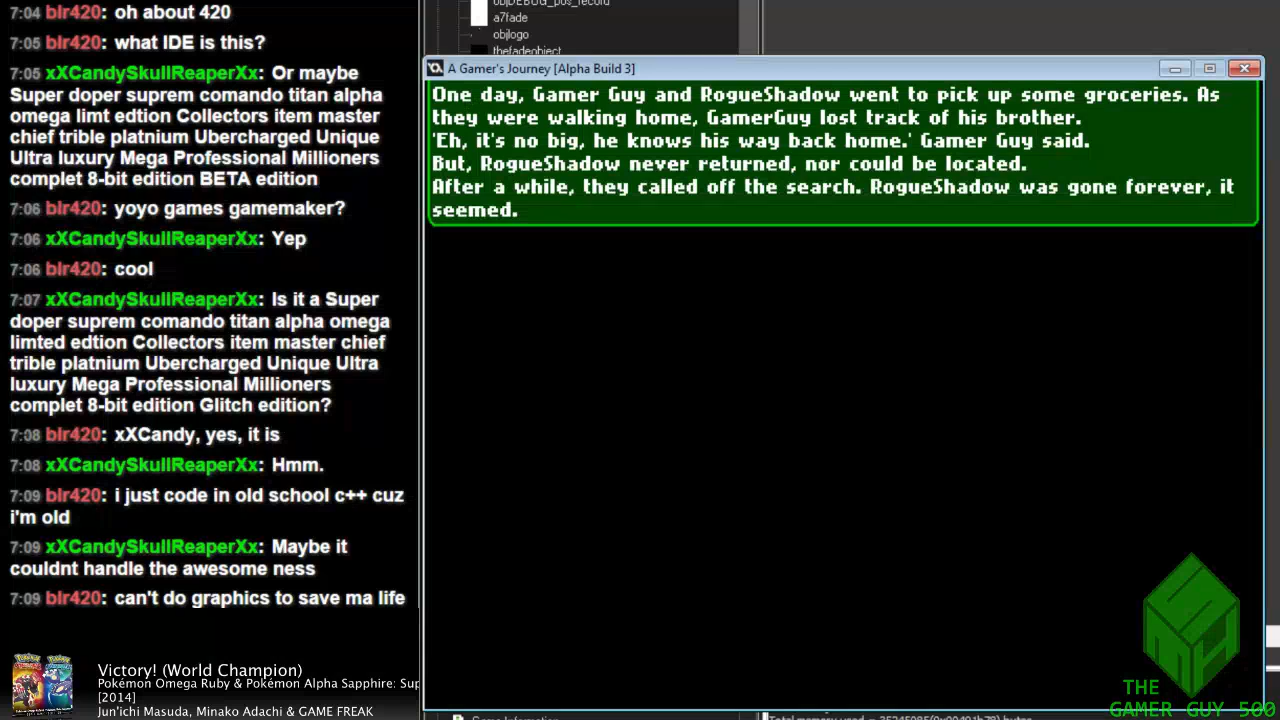 7:04 blr420: oh about 420
7:05 blr420: what IDE is this?
7:05 xXCandySkullReaperXx: Or maybe
Super doper suprem comando titan alpha
omega limt edtion Collectors item master
chief trible platnium Ubercharged Unique
Ultra luxury Mega Professional Millioners
complet 8-bit edition BETA edition
7:06 blr420: yoyo games gamemaker?
7:06 xXCandySkullReaperXx: Yep
7:06 blr420: cool
7:07 xXCandySkullReaperXx: Is it a Super
doper suprem comando titan alpha omega
limted edtion Collectors item master chief
trible platnium Ubercharged Unique Ultra
luxury Mega Professional Millioners
complet 8-bit edition Glitch edition?
7:08 blr420: xXCandy, yes, it is
7:08 xXCandySkullReaperXx: Hmm.
7:09 blr420: i just code in old school c++ cuz
i'm old
7:09 xXCandySkullReaperXx: Maybe it
couldnt handle the awesome ness
7:09 blr420: can't do graphics to save ma life
Victory! (World Champion)
Pokémon Omega Ruby & Pokémon Alpha Sapphire: Sup
[2014]
Jun'ichi Masuda, Minako Adachi & GAME FREAK
objDEBUG_pos_record
a7fade
objlogo
thefadeobject
A Gamer's Journey [Alpha Build 3]
One day, Gamer Guy and RogueShadow went to pick up some groceries. As
they were walking home, GamerGuy lost track of his brother.
'Eh, it's no big, he knows his way back home.' Gamer Guy said.
But, RogueShadow never returned, nor could be located.
After a while, they called off the search. RogueShadow was gone forever, it
seemed.
THE
GAMER GUY 500
Game Information